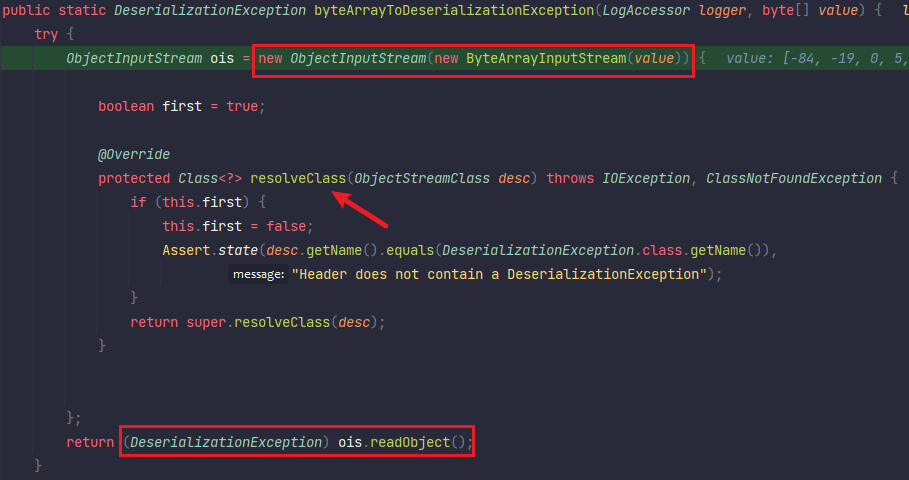 public static DeserializationException byteArrayToDeserializationException(LogAccessor logger, byte[] value) {
try {
ObjectInputStream ois = new ObjectInputStream(new ByteArrayInputStream(value)) { value: [-84, -19, 0, 5,
boolean first = true;
@Override
protected Class<?> resolveClass(ObjectStreamClass desc) throws IOException, ClassNotFoundException {
if (this.first) {
this.first = false;
Assert.state(desc.getName().equals(DeserializationException.class.getName()),
message: "Header does not contain a DeserializationException");
}
return super.resolveClass(desc);
}
};
return (DeserializationException) ois.readObject();
}